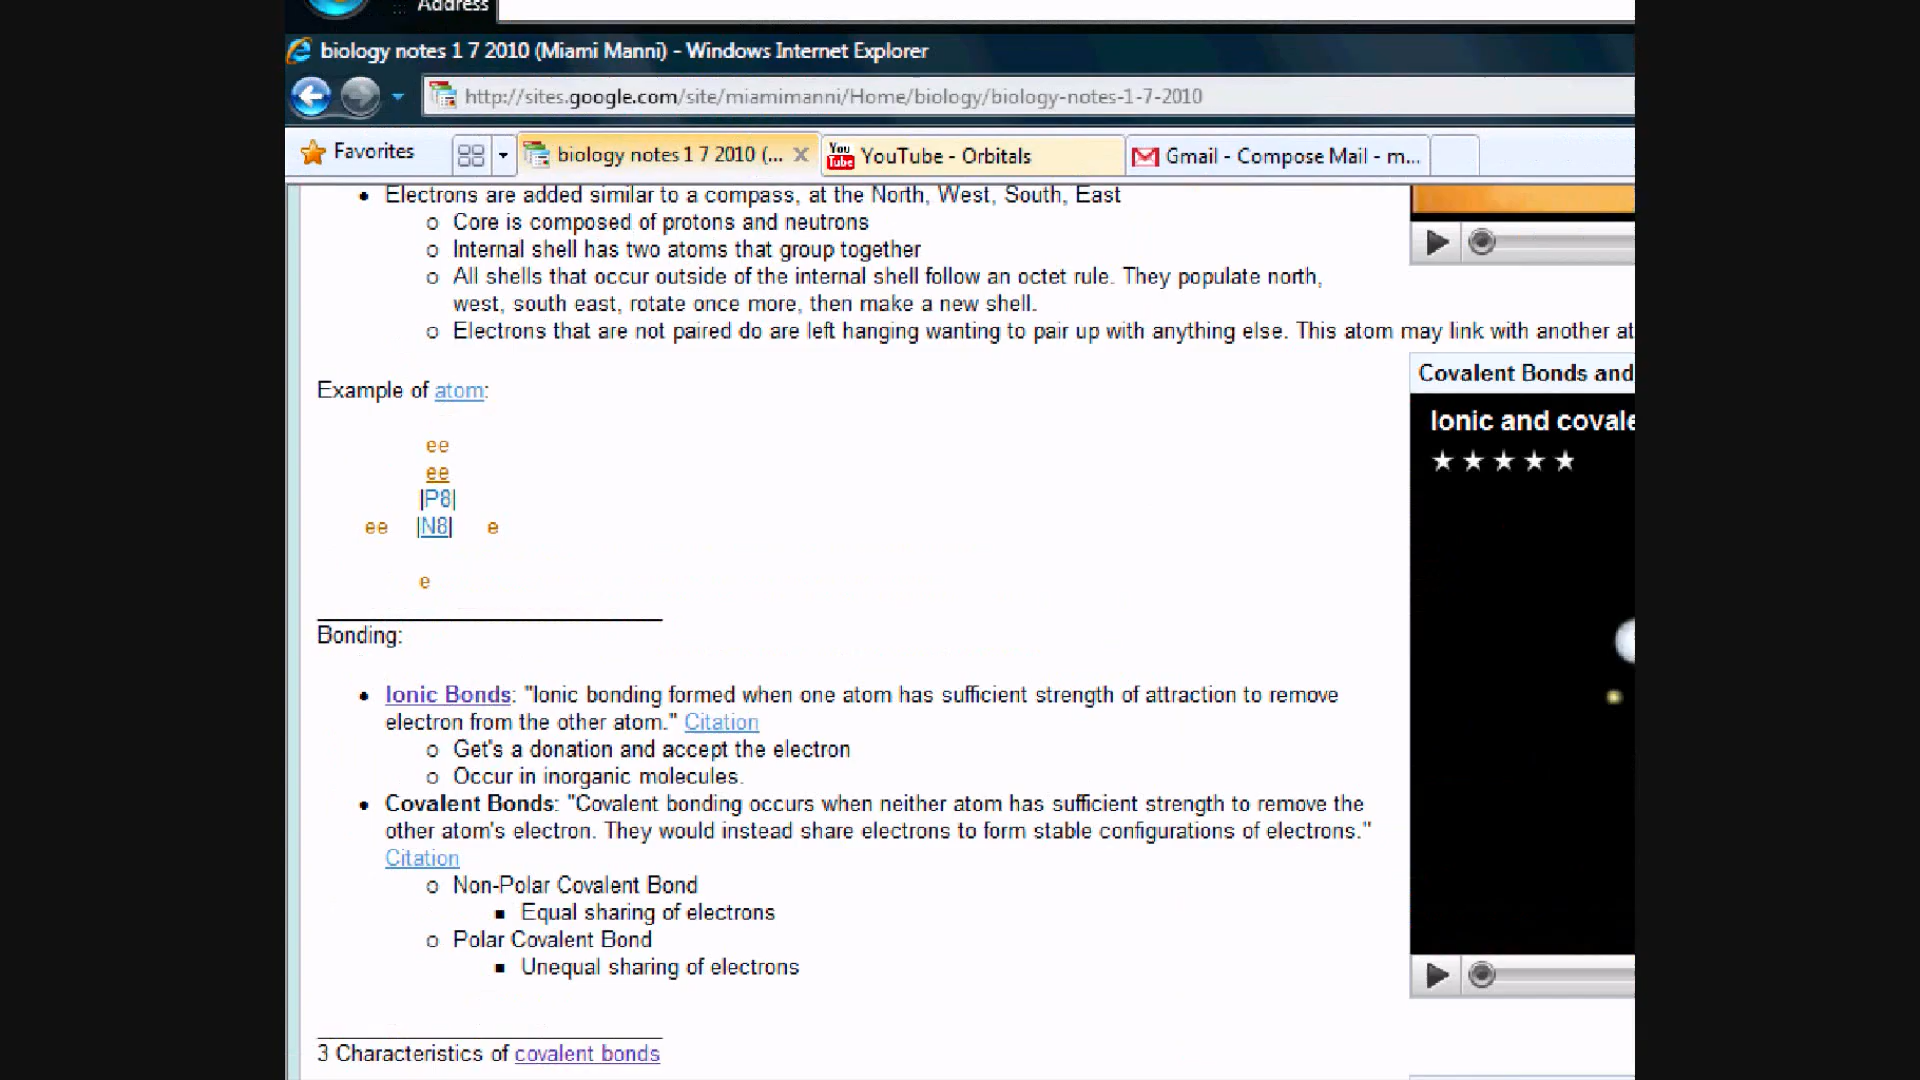 Address
biology notes 1 7 2010 (Miami Manni) - Windows Internet Explorer
http://sites.google.com/site/miamimanni/Home/biology/biology-notes-1-7-2010
Favorites
biology notes 1 7 2010 (...
You Tube
YouTube - Orbitals
Gmail - Compose Mail - m...
• Electrons are added similar to a compass, at the North, West, South, East
o Core is composed of protons and neutrons
o Internal shell has two atoms that group together
o All shells that occur outside of the internal shell follow an octet rule. They populate north,
west, south east, rotate once more, then make a new shell.
o Electrons that are not paired do are left hanging wanting to pair up with anything else. This atom may link with another at
Covalent Bonds and
Ionic and covale
★ ★ ★ ★ ★
Example of atom:
ee
ee
|P8|
ee |N8| e
e
Bonding:
• Ionic Bonds: "Ionic bonding formed when one atom has sufficient strength of attraction to remove
electron from the other atom." Citation
o Get's a donation and accept the electron
o Occur in inorganic molecules.
• Covalent Bonds: "Covalent bonding occurs when neither atom has sufficient strength to remove the
other atom's electron. They would instead share electrons to form stable configurations of electrons."
Citation
o Non-Polar Covalent Bond
▪ Equal sharing of electrons
o Polar Covalent Bond
▪ Unequal sharing of electrons
3 Characteristics of covalent bonds